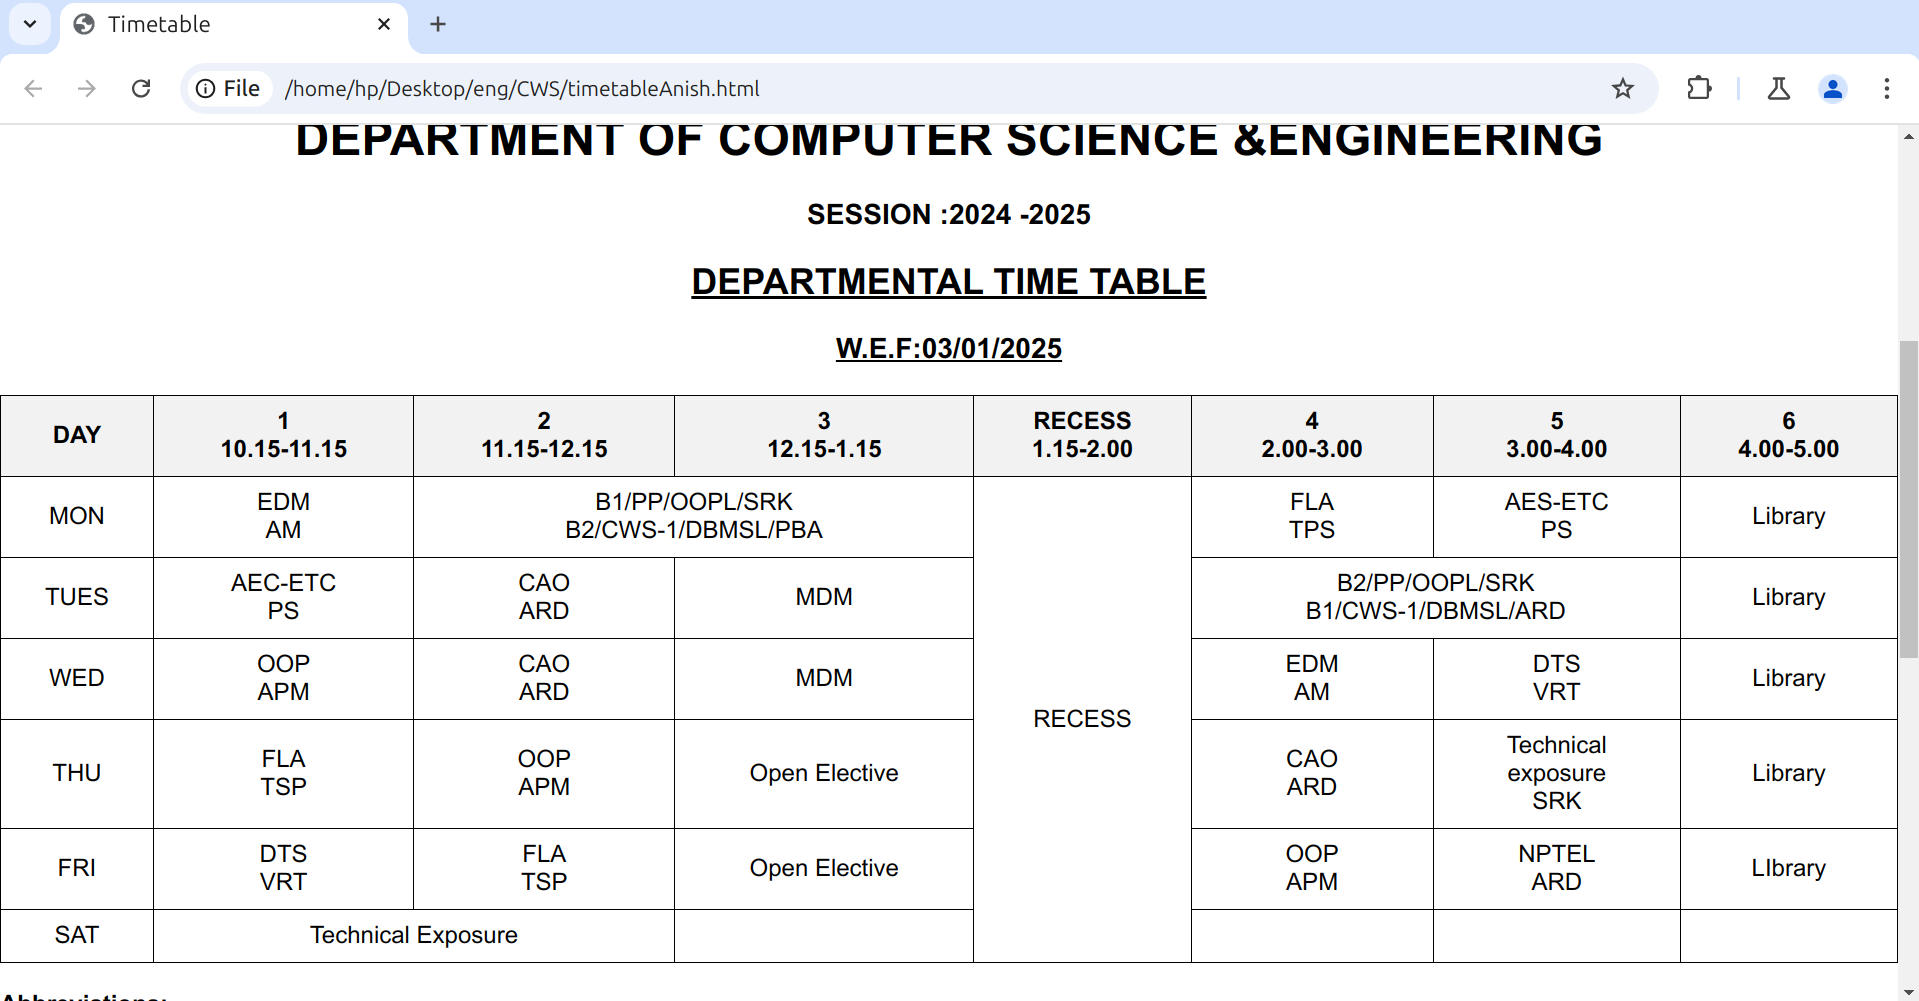 Timetable
File
/home/hp/Desktop/eng/CWS/timetableAnish.html
DEPARTMENT OF COMPUTER SCIENCE &ENGINEERING
SESSION :2024 -2025
DEPARTMENTAL TIME TABLE
W.E.F:03/01/2025
DAY
1
10.15-11.15
2
11.15-12.15
3
12.15-1.15
RECESS
1.15-2.00
4
2.00-3.00
5
3.00-4.00
6
4.00-5.00
MON
EDM
AM
B1/PP/OOPL/SRK
B2/CWS-1/DBMSL/PBA
RECESS
FLA
TPS
AES-ETC
PS
Library
TUES
AEC-ETC
PS
CAO
ARD
MDM
B2/PP/OOPL/SRK
B1/CWS-1/DBMSL/ARD
Library
WED
OOP
APM
CAO
ARD
MDM
EDM
AM
DTS
VRT
Library
THU
FLA
TSP
OOP
APM
Open Elective
CAO
ARD
Technical
exposure
SRK
Library
FRI
DTS
VRT
FLA
TSP
Open Elective
OOP
APM
NPTEL
ARD
LIbrary
SAT
Technical Exposure
Abbreviations: